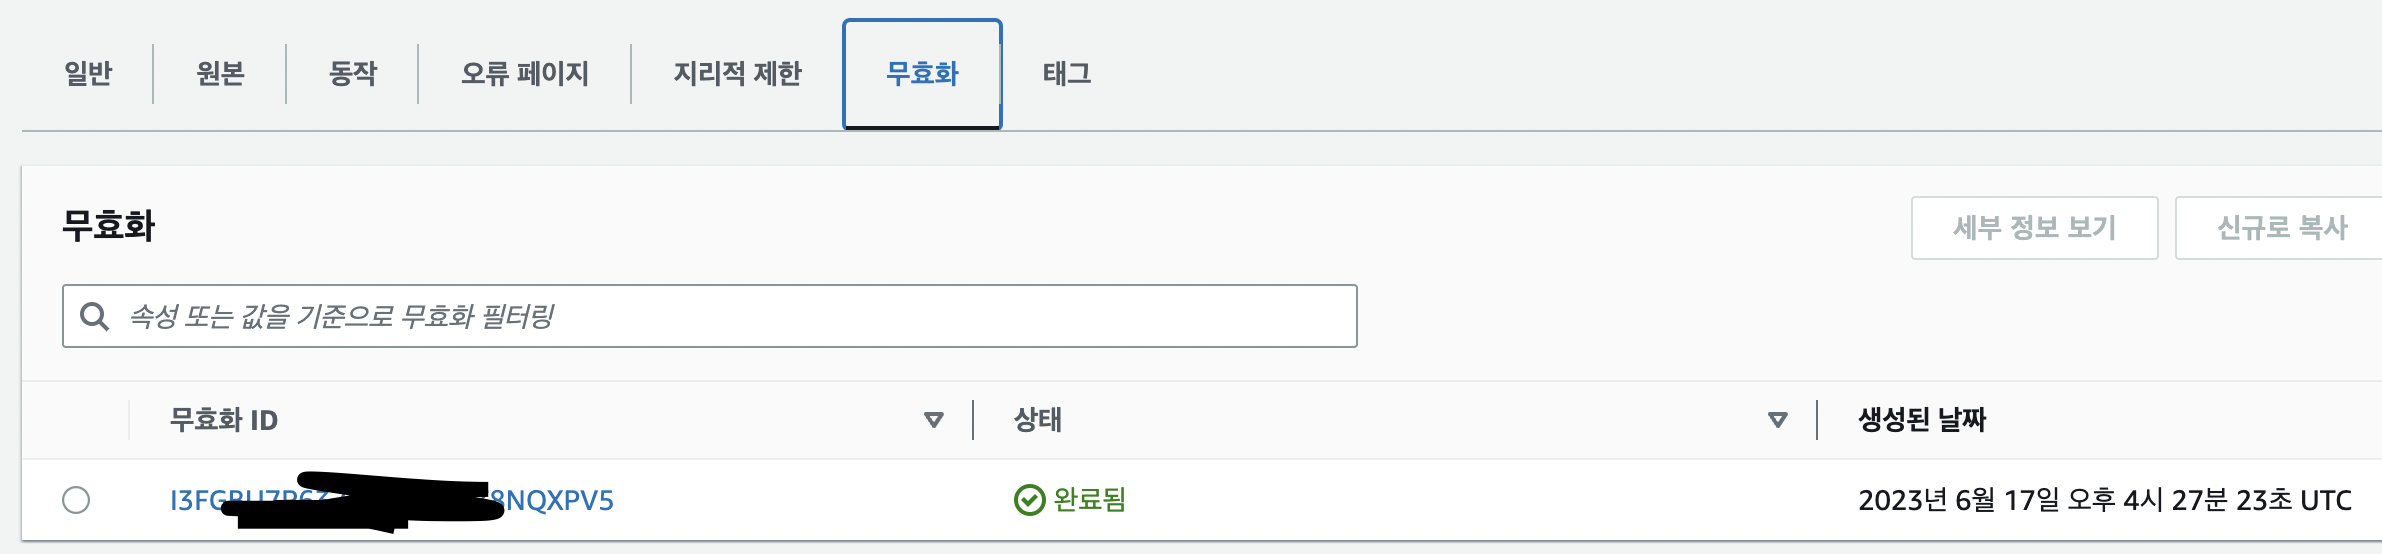 일반 원본 동작 오류 페이지 지리적 제한 무효화 태그
무효화 세부 정보 보기 신규로 복사
속성 또는 값을 기준으로 무효화 필터링
무효화 ID 상태 생성된 날짜
8NQXPV5 완료됨 2023년 6월 17일 오후 4시 27분 23초 UTC